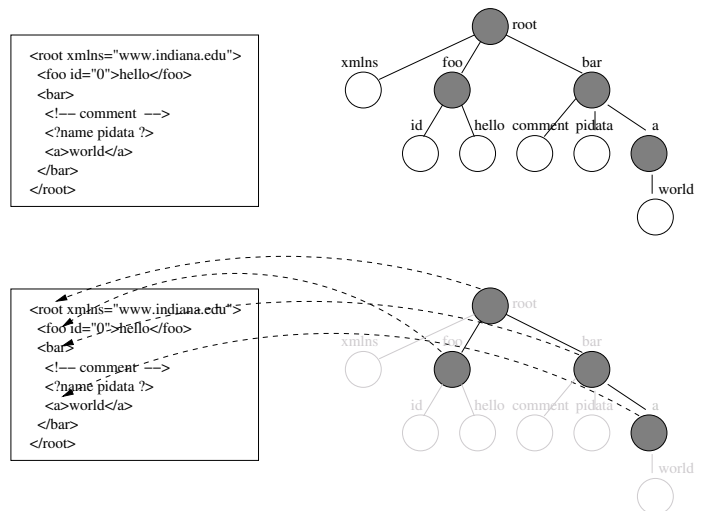 <root xmlns="www.indiana.edu">
<foo id="0">hello</foo>
<bar>
<!−− comment −−>
<?name pidata ?>
<a>world</a>
</bar>
</root>
root
xmlns foo bar
id hello comment pidata a
world
<root xmlns="www.indiana.edu">
<foo id="0">hello</foo>
<bar>
<!−− comment −−>
<?name pidata ?>
<a>world</a>
</bar>
</root>
root
xmlns foo bar
id hello comment pidata a
world